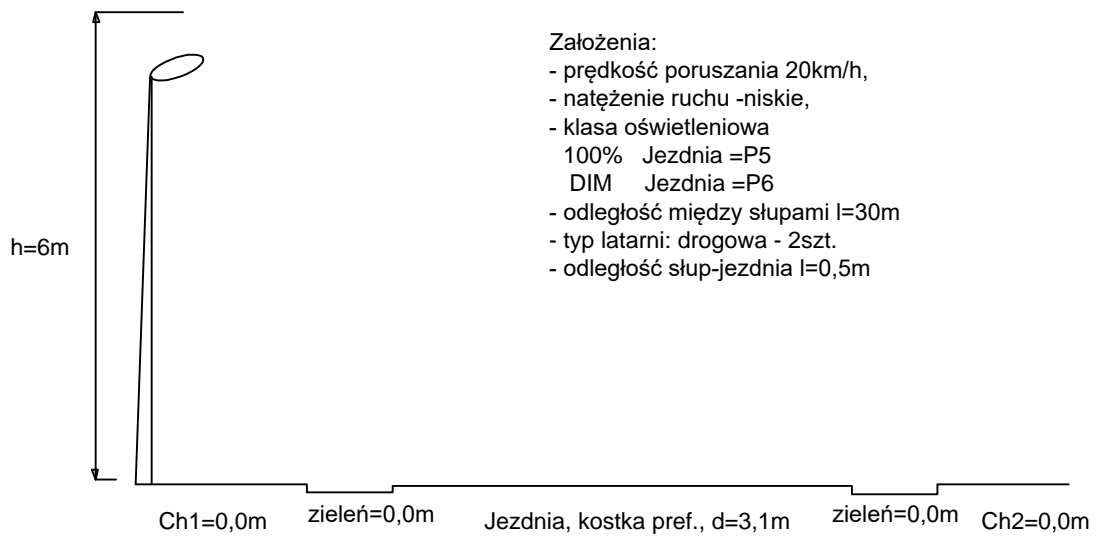 Założenia:
- prędkość poruszania 20km/h,
- natężenie ruchu -niskie,
- klasa oświetleniowa
100% Jezdnia =P5
DIM Jezdnia =P6
- odległość między słupami l=30m
- typ latarni: drogowa - 2szt.
- odległość słup-jezdnia l=0,5m
h=6m
Ch1=0,0m zieleń=0,0m Jezdnia, kostka pref., d=3,1m zieleń=0,0m Ch2=0,0m